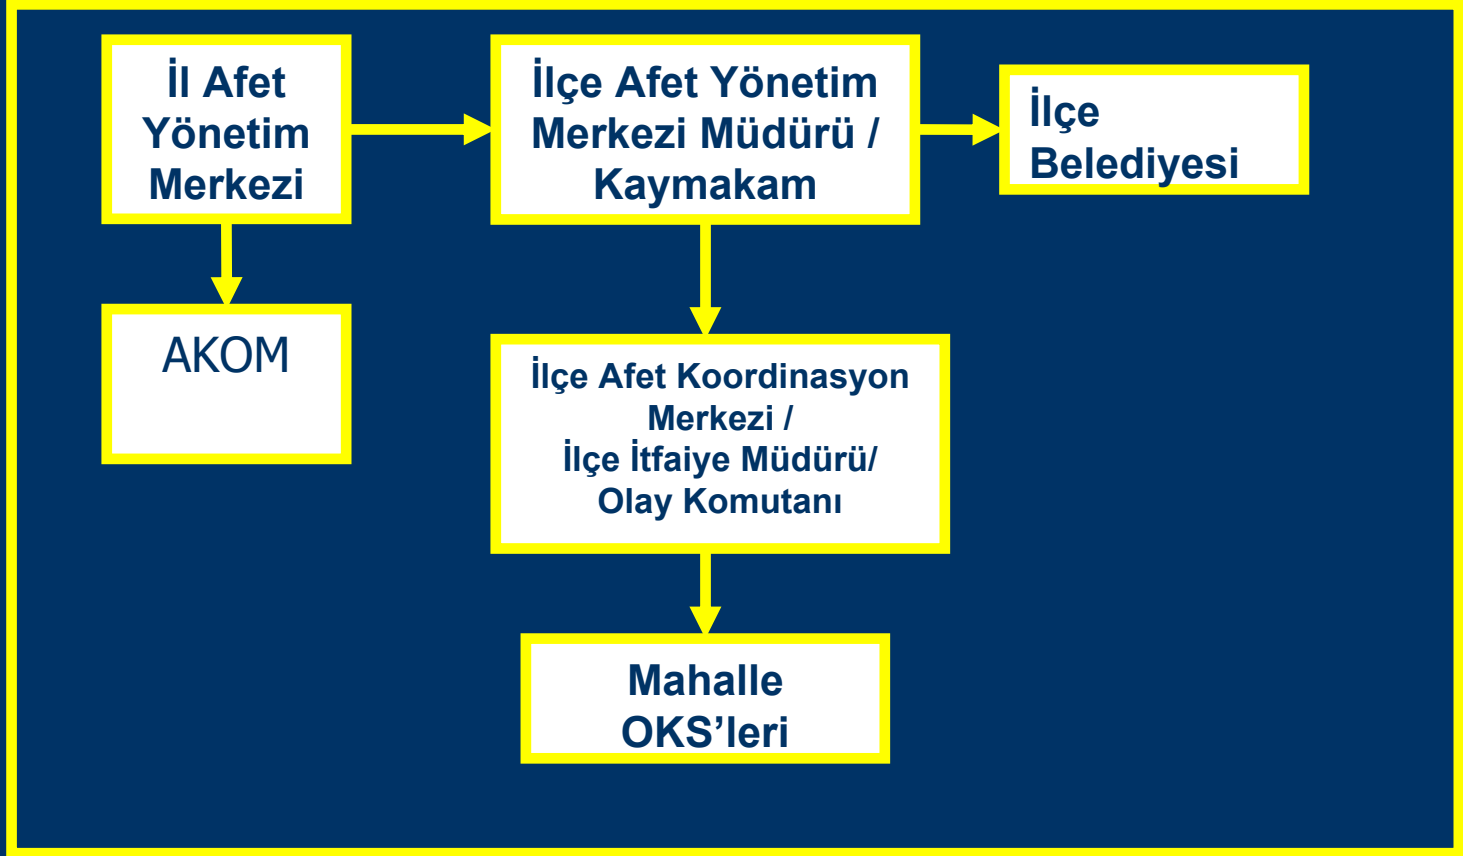 İl Afet
Yönetim
Merkezi
İlçe Afet Yönetim
Merkezi Müdürü /
Kaymakam
İlçe
Belediyesi
AKOM
İlçe Afet Koordinasyon
Merkezi /
İlçe İtfaiye Müdürü/
Olay Komutanı
Mahalle
OKS’leri